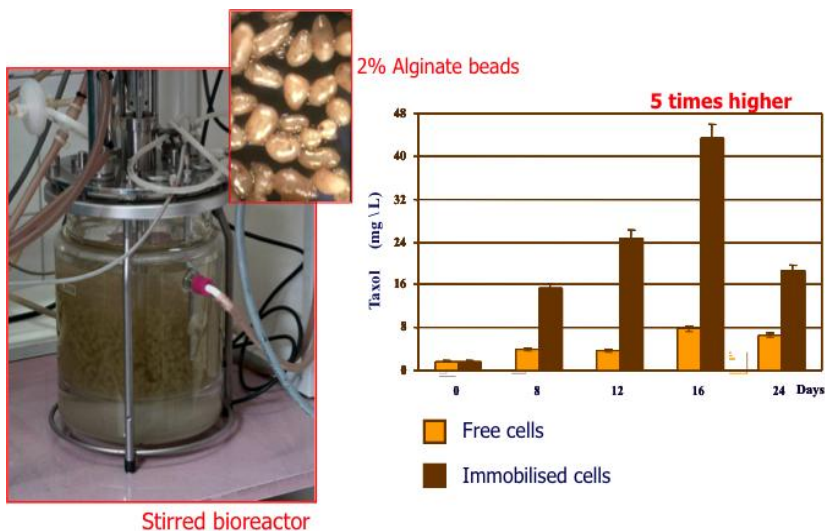 2% Alginate beads
5 times higher
48
40
32
24
16
8
0
Taxol (mg \ L)
0 8 12 16 24 Days
Free cells
Immobilised cells
Stirred bioreactor